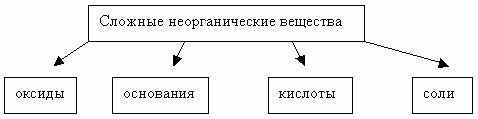 Сложные неорганические вещества
оксиды
основания
кислоты
соли